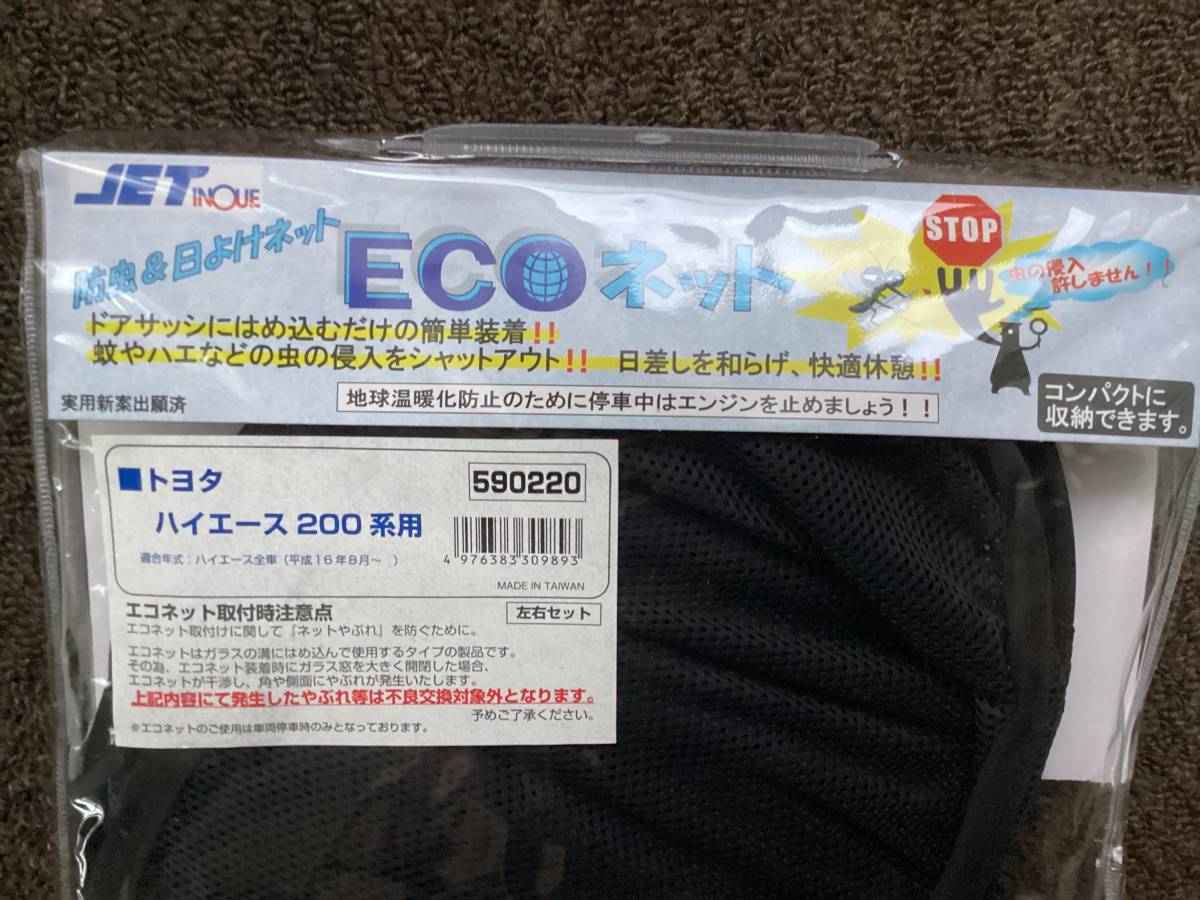 JET INOUE
防虫&日よけネット
ECOネット
STOP
虫の侵入
許しません!!
ドアサッシにはめ込むだけの簡単装着!!
蚊やハエなどの虫の侵入をシャットアウト!! 日差しを和らげ、快適休憩!!
実用新案出願済
地球温暖化防止のために停車中はエンジンを止めましょう!!
コンパクトに
収納できます。
■トヨタ
590220
ハイエース200系用
適合年式:ハイエース全車(平成16年8月~ )
4 976383 309893
MADE IN TAIWAN
エコネット取付時注意点
左右セット
エコネット取付けに関して『ネットやぶれ』を防ぐために。
エコネットはガラスの溝にはめ込んで使用するタイプの製品です。
その為、エコネット装着時にガラス窓を大きく開閉した場合、
エコネットが干渉し、角や側面にやぶれが発生いたします。
上記内容にて発生したやぶれ等は不良交換対象外となります。
予めご了承ください。
※エコネットのご使用は車両停車時のみとなっております。